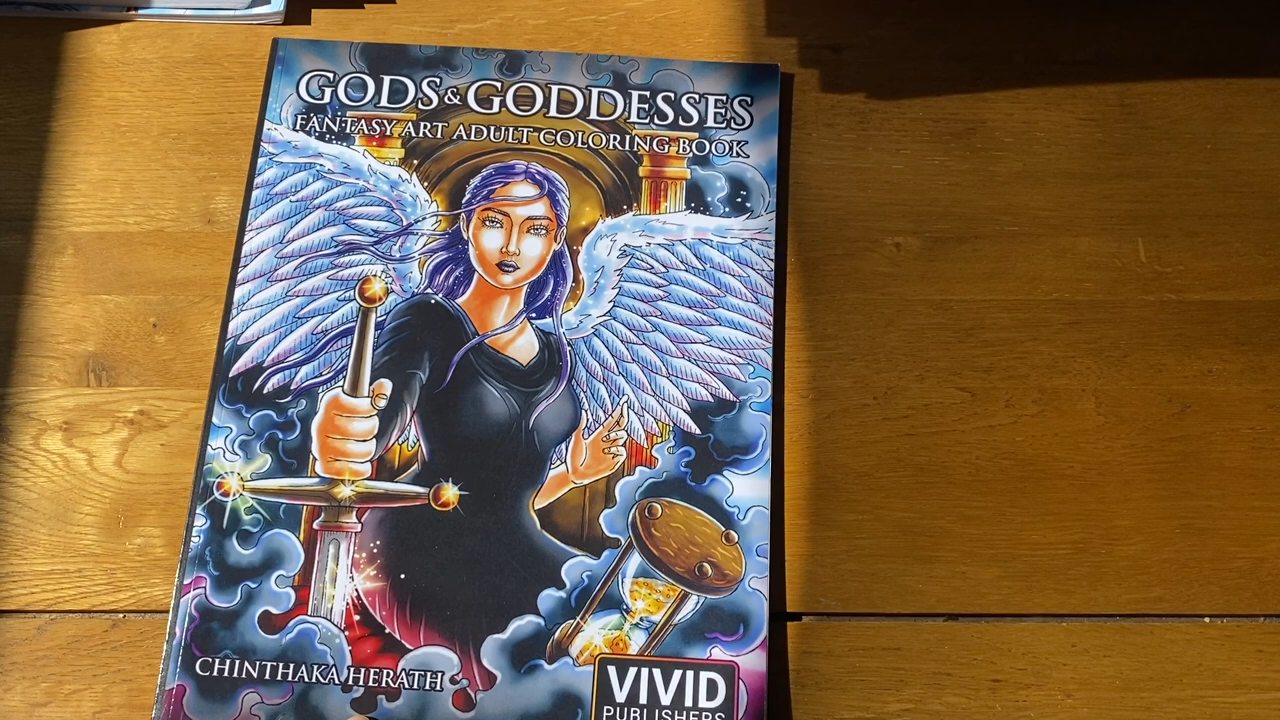 GODS & GODDESSES
FANTASY ART ADULT COLORING BOOK
CHINTHAKA HERATH
VIVID
PUBLISHERS